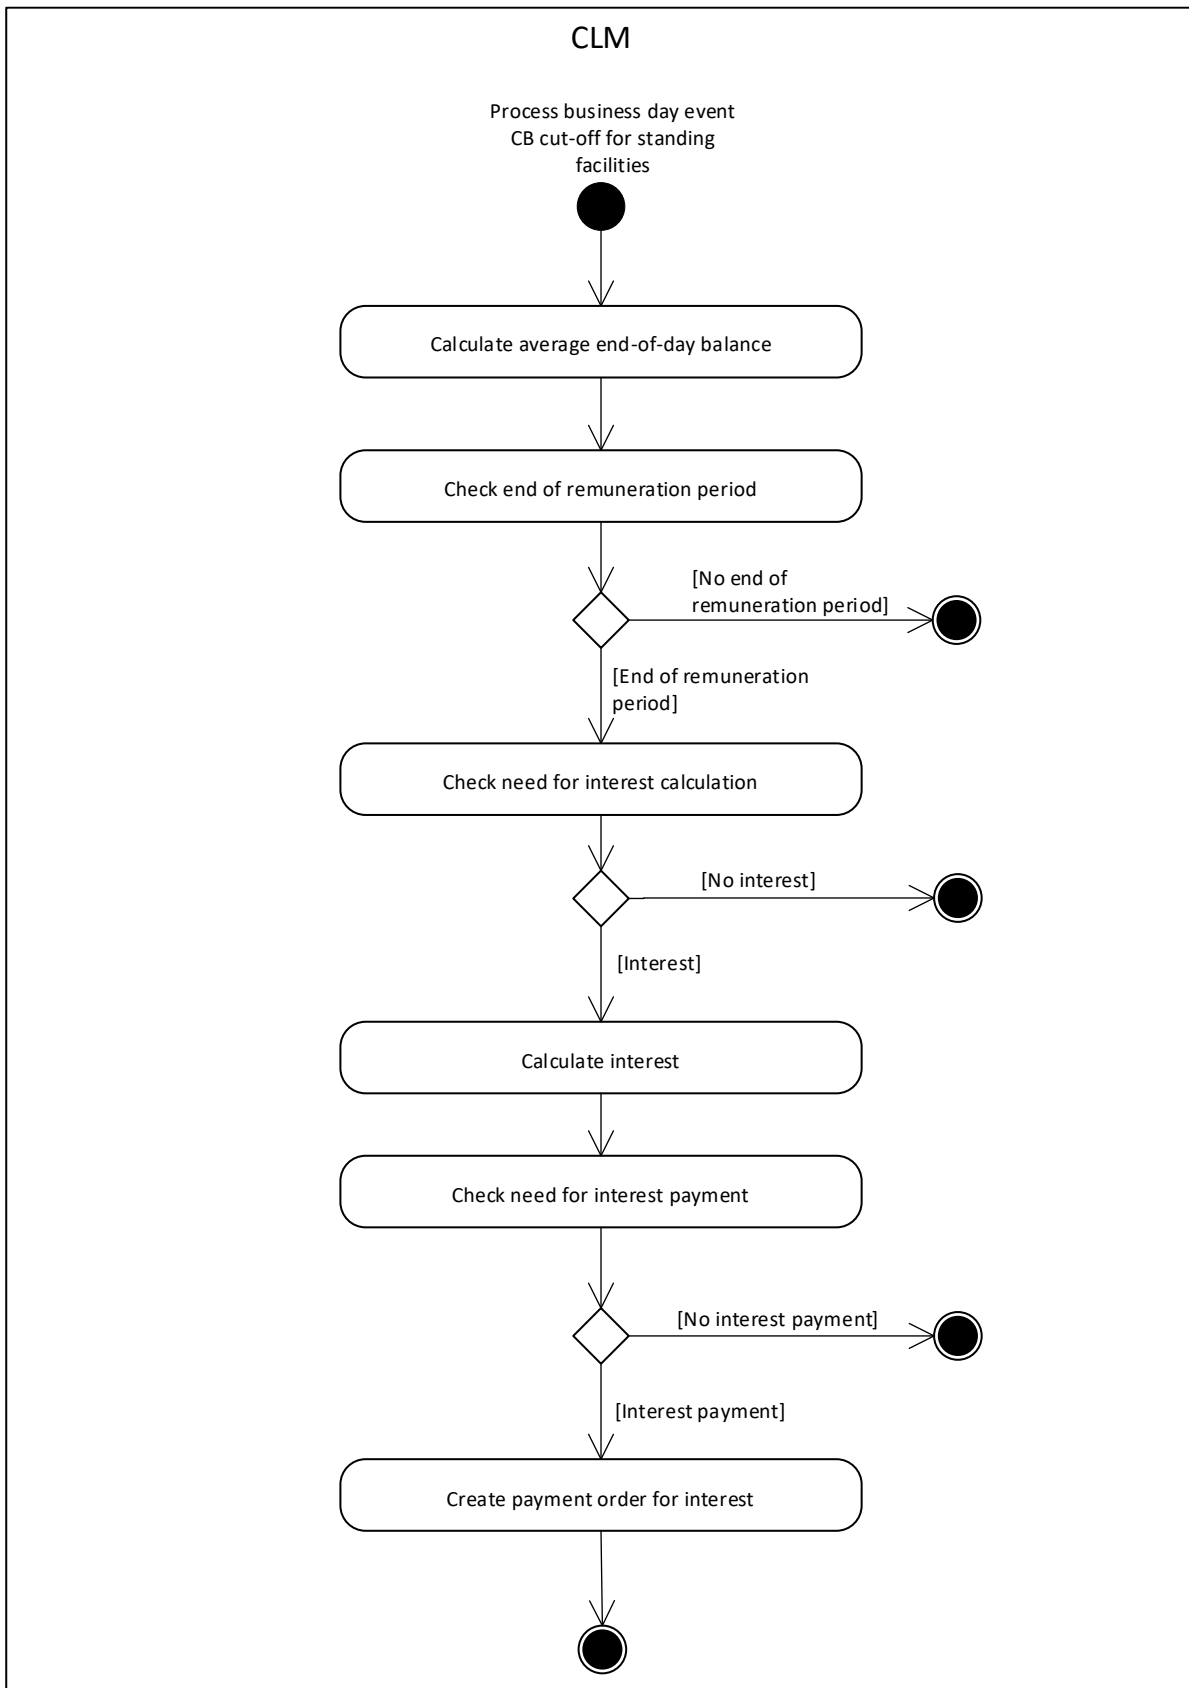 CLM
Process business day event
CB cut-off for standing
facilities
Calculate average end-of-day balance
Check end of remuneration period
[No end of
remuneration period]
[End of remuneration
period]
Check need for interest calculation
[No interest]
[Interest]
Calculate interest
Check need for interest payment
[No interest payment]
[Interest payment]
Create payment order for interest